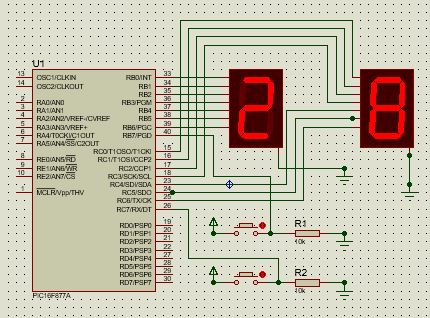 U1
13 OSC1/CLKIN RB0/INT 33
14 OSC2/CLKOUT RB1 34
RB2 35
2 RA0/AN0 RB3/PGM 36
3 RA1/AN1 RB4 37
4 RA2/AN2/VREF-/CVREF RB5 38
5 RA3/AN3/VREF+ RB6/PGC 39
6 RA4/T0CKI/C1OUT RB7/PGD 40
7 RA5/AN4/SS/C2OUT
RC0/T1OSO/T1CKI 15
8 RE0/AN5/RD RC1/T1OSI/CCP2
9 RE1/AN6/WR RC2/CCP1
10 RE2/AN7/CS RC3/SCK/SCL 18
RC4/SDI/SDA 23
1 MCLR/Vpp/THV RC5/SDO 24
RC6/TX/CK 25
RC7/RX/DT 26
RD0/PSP0 19
RD1/PSP1 20
RD2/PSP2 21
RD3/PSP3 22
RD4/PSP4 27
RD5/PSP5 28
RD6/PSP6 29
RD7/PSP7 30
PIC16F877A
2
8
R1
10k
R2
10k